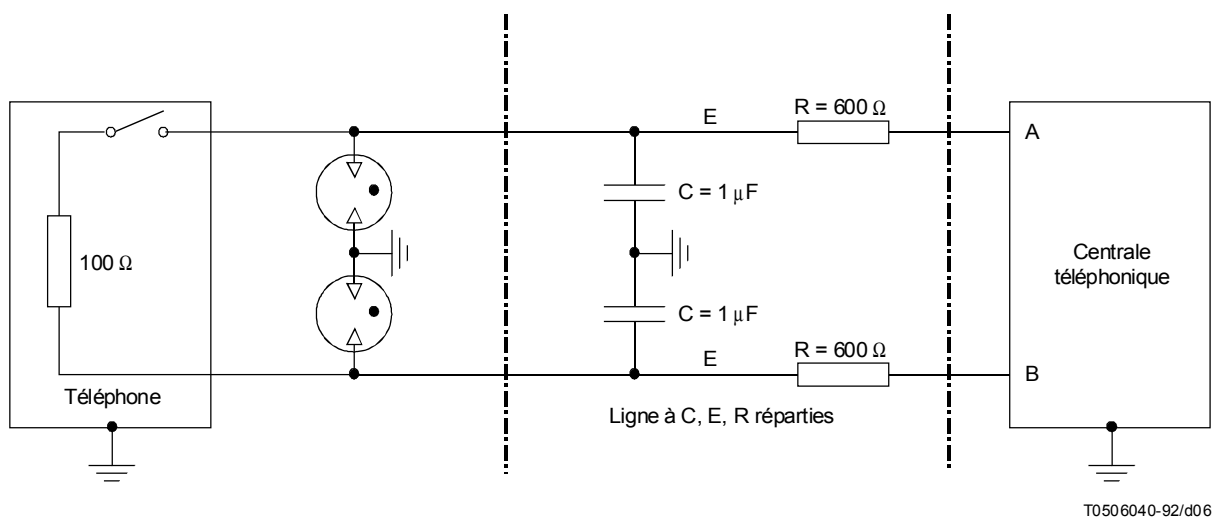 E
R = 600 Ω
A
C = 1 µF
100 Ω
Centrale
téléphonique
C = 1 µF
R = 600 Ω
E
B
Téléphone
Ligne à C, E, R réparties
T0506040-92/d06